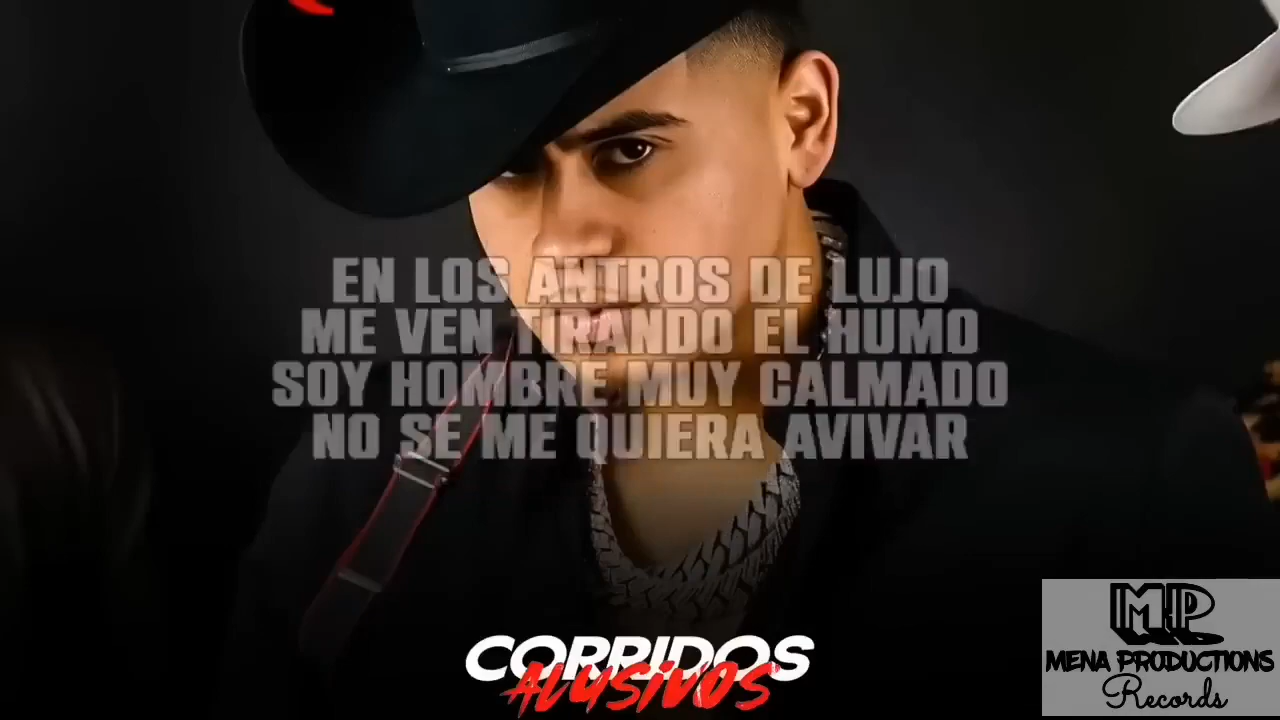 EN LOS ANTROS DE LUJO
ME VEN TIRANDO EL HUMO
SOY HOMBRE MUY CALMADO
NO SE ME QUIERA AVIVAR
CORRIDOS
ALUSIVOS
MP
MENA PRODUCTIONS
Records